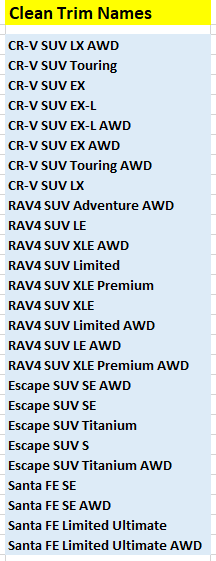 Clean Trim Names
CR-V SUV LX AWD
CR-V SUV Touring
CR-V SUV EX
CR-V SUV EX-L
CR-V SUV EX-L AWD
CR-V SUV EX AWD
CR-V SUV Touring AWD
CR-V SUV LX
RAV4 SUV Adventure AWD
RAV4 SUV LE
RAV4 SUV XLE AWD
RAV4 SUV Limited
RAV4 SUV XLE Premium
RAV4 SUV XLE
RAV4 SUV Limited AWD
RAV4 SUV LE AWD
RAV4 SUV XLE Premium AWD
Escape SUV SE AWD
Escape SUV SE
Escape SUV Titanium
Escape SUV S
Escape SUV Titanium AWD
Santa FE SE
Santa FE SE AWD
Santa FE Limited Ultimate
Santa FE Limited Ultimate AWD